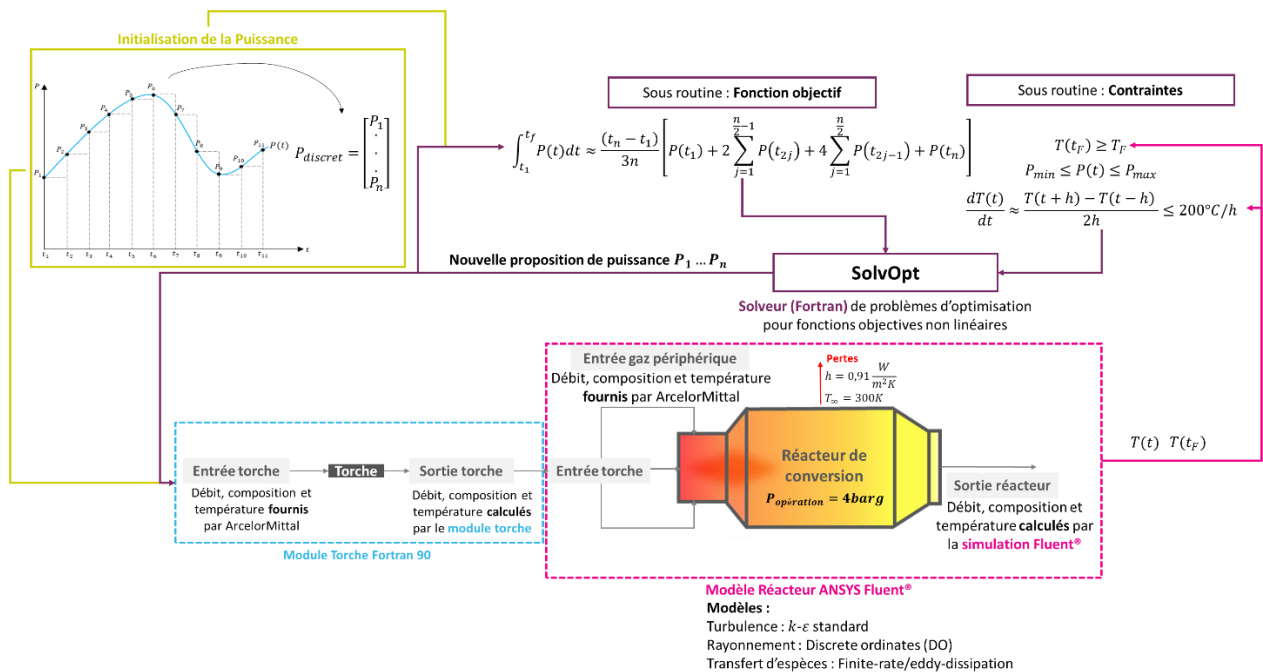 Initialisation de la Puissance
P
P₁
P₂
P₃
P₄
P₅
P₆
P₇
P₈
P₉
P₁₀
P₁₁
P(t)
t₁ t₂ t₃ t₄ t₅ t₆ t₇ t₈ t₉ t₁₀ t₁₁
t
P_discret = [P₁ . . . Pₙ]
Sous routine : Fonction objectif
∫_{t₁}^{t_f} P(t)dt ≈ (tₙ − t₁)/3n [P(t₁) + 2 ∑_{j=1}^{n/2 −1} P(t_{2j}) + 4 ∑_{j=1}^{n/2} P(t_{2j−1}) + P(tₙ)]
Sous routine : Contraintes
T(t_F) ≥ T_F
P_min ≤ P(t) ≤ P_max
dT(t)/dt ≈ (T(t + h) − T(t − h))/2h ≤ 200°C/h
Nouvelle proposition de puissance P₁ … Pₙ
SolvOpt
Solveur (Fortran) de problèmes d'optimisation
pour fonctions objectives non linéaires
Entrée torche
Débit, composition et
température fournis
par ArcelorMittal
Torche
Sortie torche
Débit, composition et
température calculés
par le module torche
Module Torche Fortran 90
Entrée gaz périphérique
Débit, composition et température
fournis par ArcelorMittal
Pertes
h = 0,91 W/m²K
T_∞ = 300K
Entrée torche
Réacteur de
conversion
P_opération = 4barg
Sortie réacteur
Débit, composition et
température calculés par
la simulation Fluent®
T(t) T(t_F)
Modèle Réacteur ANSYS Fluent®
Modèles :
Turbulence : k-ε standard
Rayonnement : Discrete ordinates (DO)
Transfert d'espèces : Finite-rate/eddy-dissipation